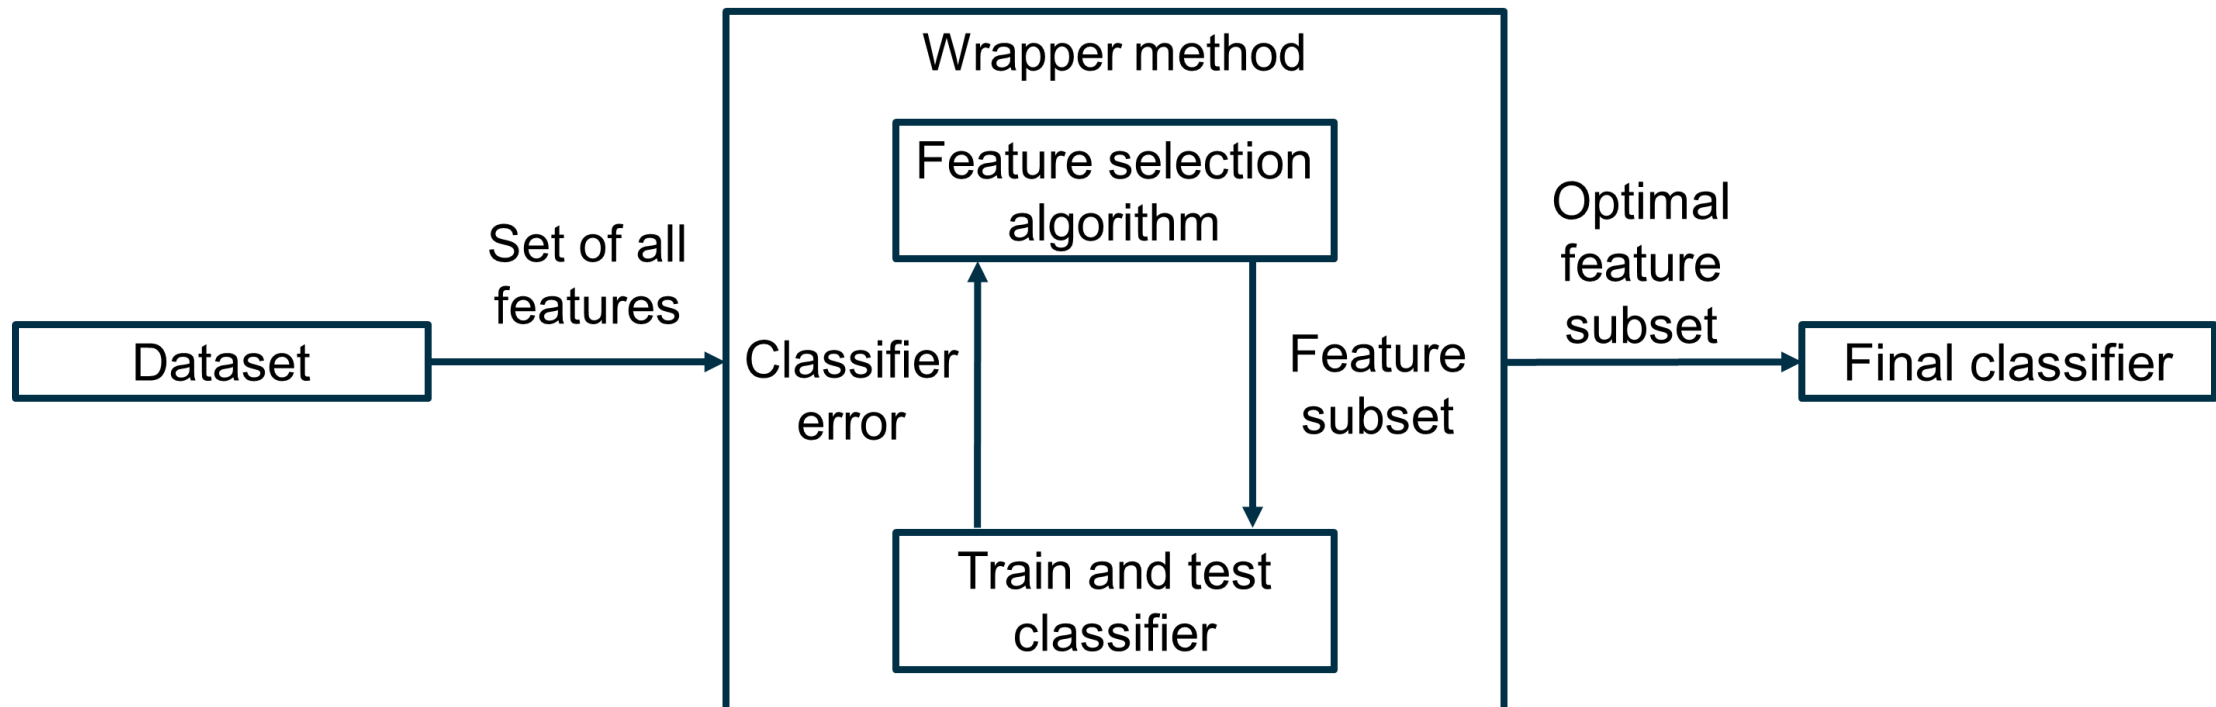 Wrapper method
Feature selection
algorithm
Set of all
features
Optimal
feature
subset
Dataset
Classifier
error
Feature
subset
Final classifier
Train and test
classifier